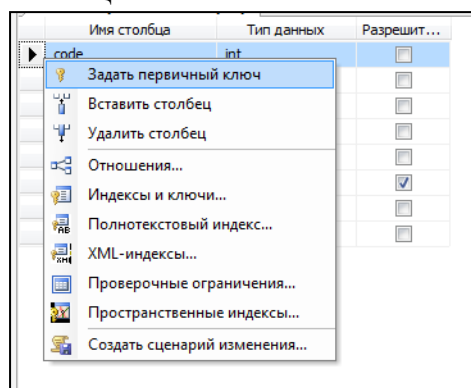 Имя столбца Тип данных Разрешит...
code int
Задать первичный ключ
Вставить столбец
Удалить столбец
Отношения...
Индексы и ключи...
Полнотекстовый индекс...
XML-индексы...
Проверочные ограничения...
Пространственные индексы...
Создать сценарий изменения...